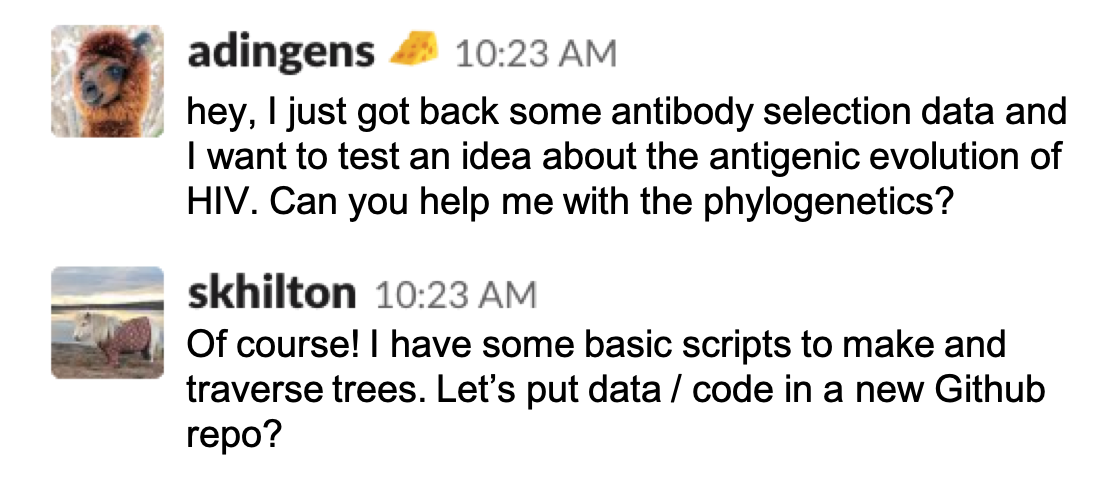 adingens 🧀 10:23 AM
hey, I just got back some antibody selection data and
I want to test an idea about the antigenic evolution of
HIV. Can you help me with the phylogenetics?
skhilton 10:23 AM
Of course! I have some basic scripts to make and
traverse trees. Let’s put data / code in a new Github
repo?